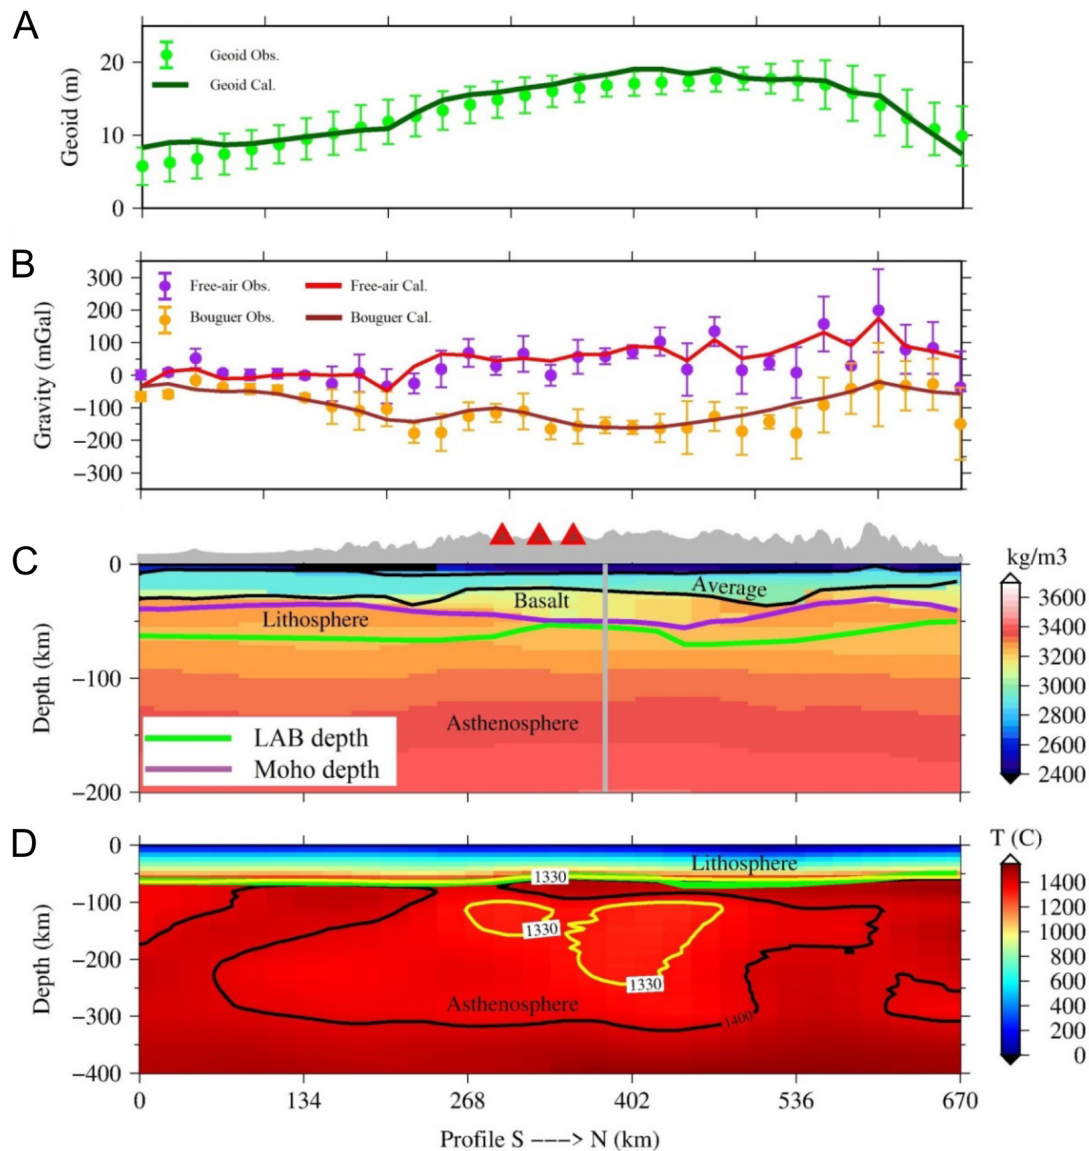 A
Geoid (m)
20
10
0
Geoid Obs.
Geoid Cal.
B
Gravity (mGal)
300
200
100
0
−100
−200
−300
Free-air Obs.
Free-air Cal.
Bouguer Obs.
Bouguer Cal.
C
Depth (km)
0
−100
−200
Lithosphere
Basalt
Average
Asthenosphere
LAB depth
Moho depth
kg/m3
3600
3400
3200
3000
2800
2600
2400
D
Depth (km)
0
−100
−200
−300
−400
Lithosphere
1330
1330
1330
Asthenosphere
1400
T (C)
1400
1200
1000
800
600
400
200
0
0 134 268 402 536 670
Profile S −−−> N (km)